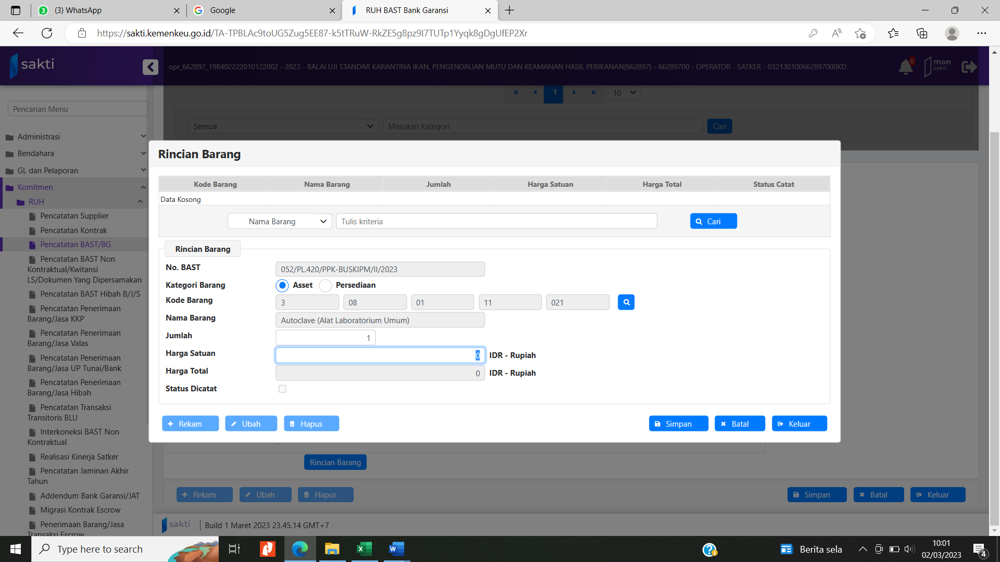 (3) WhatsApp
Google
RUH BAST Bank Garansi
https://sakti.kemenkeu.go.id/TA-TPBLAc9toUG5Zug5EE87-k5tTRuW-RkZE5g8pz9I7TUTp1Yyqk8gDgUfEP2Xr
sakti
opr_662897_198402222010122002 - 2023 - BALAI UJI STANDAR KARANTINA IKAN, PENGENDALIAN MUTU DAN KEAMANAN HASIL PERIKANAN(662897) - 66289700 - OPERATOR - SATKER - 032130100662897000KD
6
mon sakti
Pencarian Menu
Administrasi
Bendahara
GL dan Pelaporan
Komitmen
RUH
Pencatatan Supplier
Pencatatan Kontrak
Pencatatan BAST/BG
Pencatatan BAST Non
Kontraktual/Kwitansi
LS/Dokumen Yang Dipersamakan
Pencatatan BAST Hibah B/J/S
Pencatatan Penerimaan
Barang/Jasa KKP
Pencatatan Penerimaan
Barang/Jasa Valas
Pencatatan Penerimaan
Barang/Jasa UP Tunai/Bank
Pencatatan Penerimaan
Barang/Jasa Hibah
Pencatatan Transaksi
Transitoris BLU
Interkoneksi BAST Non
Kontraktual
Realisasi Kinerja Satker
Pencatatan Jaminan Akhir
Tahun
Addendum Bank Garansi/JAT
Migrasi Kontrak Escrow
Penerimaan Barang/Jasa
Transaksi Escrow
1
10
Semua
Masukan kategori
Cari
Rincian Barang
Kode Barang Nama Barang Jumlah Harga Satuan Harga Total Status Catat
Data Kosong
Nama Barang
Tulis kriteria
Cari
Rincian Barang
No. BAST 052/PL.420/PPK-BUSKIPM/II/2023
Kategori Barang Asset Persediaan
Kode Barang 3 08 01 11 021
Nama Barang Autoclave (Alat Laboratorium Umum)
Jumlah 1
Harga Satuan 0 IDR - Rupiah
Harga Total 0 IDR - Rupiah
Status Dicatat
Rekam Ubah Hapus Simpan Batal Keluar
Rincian Barang
Rekam Ubah Hapus Simpan Batal Keluar
sakti Build 1 Maret 2023 23.45.14 GMT+7
Type here to search
Berita sela
10:01
02/03/2023
4